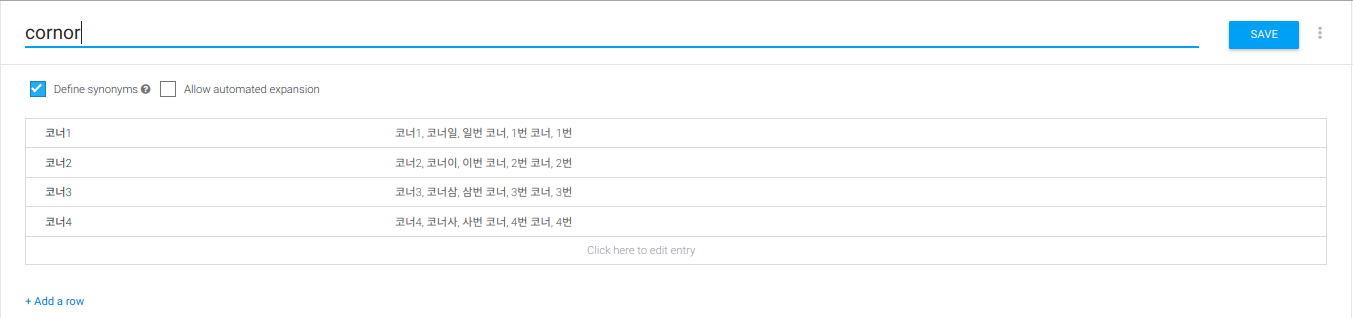 cornor
SAVE
Define synonyms ? Allow automated expansion
코너1 코너1, 코너일, 일번 코너, 1번 코너, 1번
코너2 코너2, 코너이, 이번 코너, 2번 코너, 2번
코너3 코너3, 코너삼, 삼번 코너, 3번 코너, 3번
코너4 코너4, 코너사, 사번 코너, 4번 코너, 4번
Click here to edit entry
+ Add a row